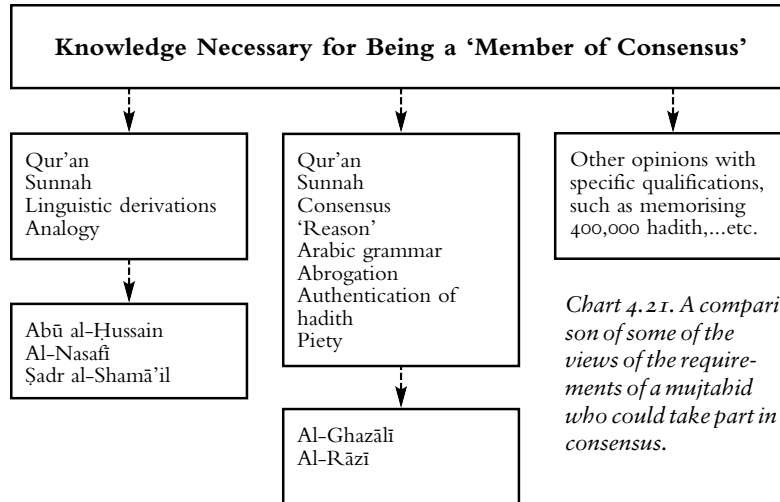 Knowledge Necessary for Being a ‘Member of Consensus’
Qur’an
Sunnah
Linguistic derivations
Analogy
Abū al-Ḥussain
Al-Nasafī
Ṣadr al-Shamā’il
Qur’an
Sunnah
Consensus
‘Reason’
Arabic grammar
Abrogation
Authentication of
hadith
Piety
Al-Ghazālī
Al-Rāzī
Other opinions with
specific qualifications,
such as memorising
400,000 hadith,...etc.
Chart 4.21. A compari-
son of some of the
views of the require-
ments of a mujtahid
who could take part in
consensus.